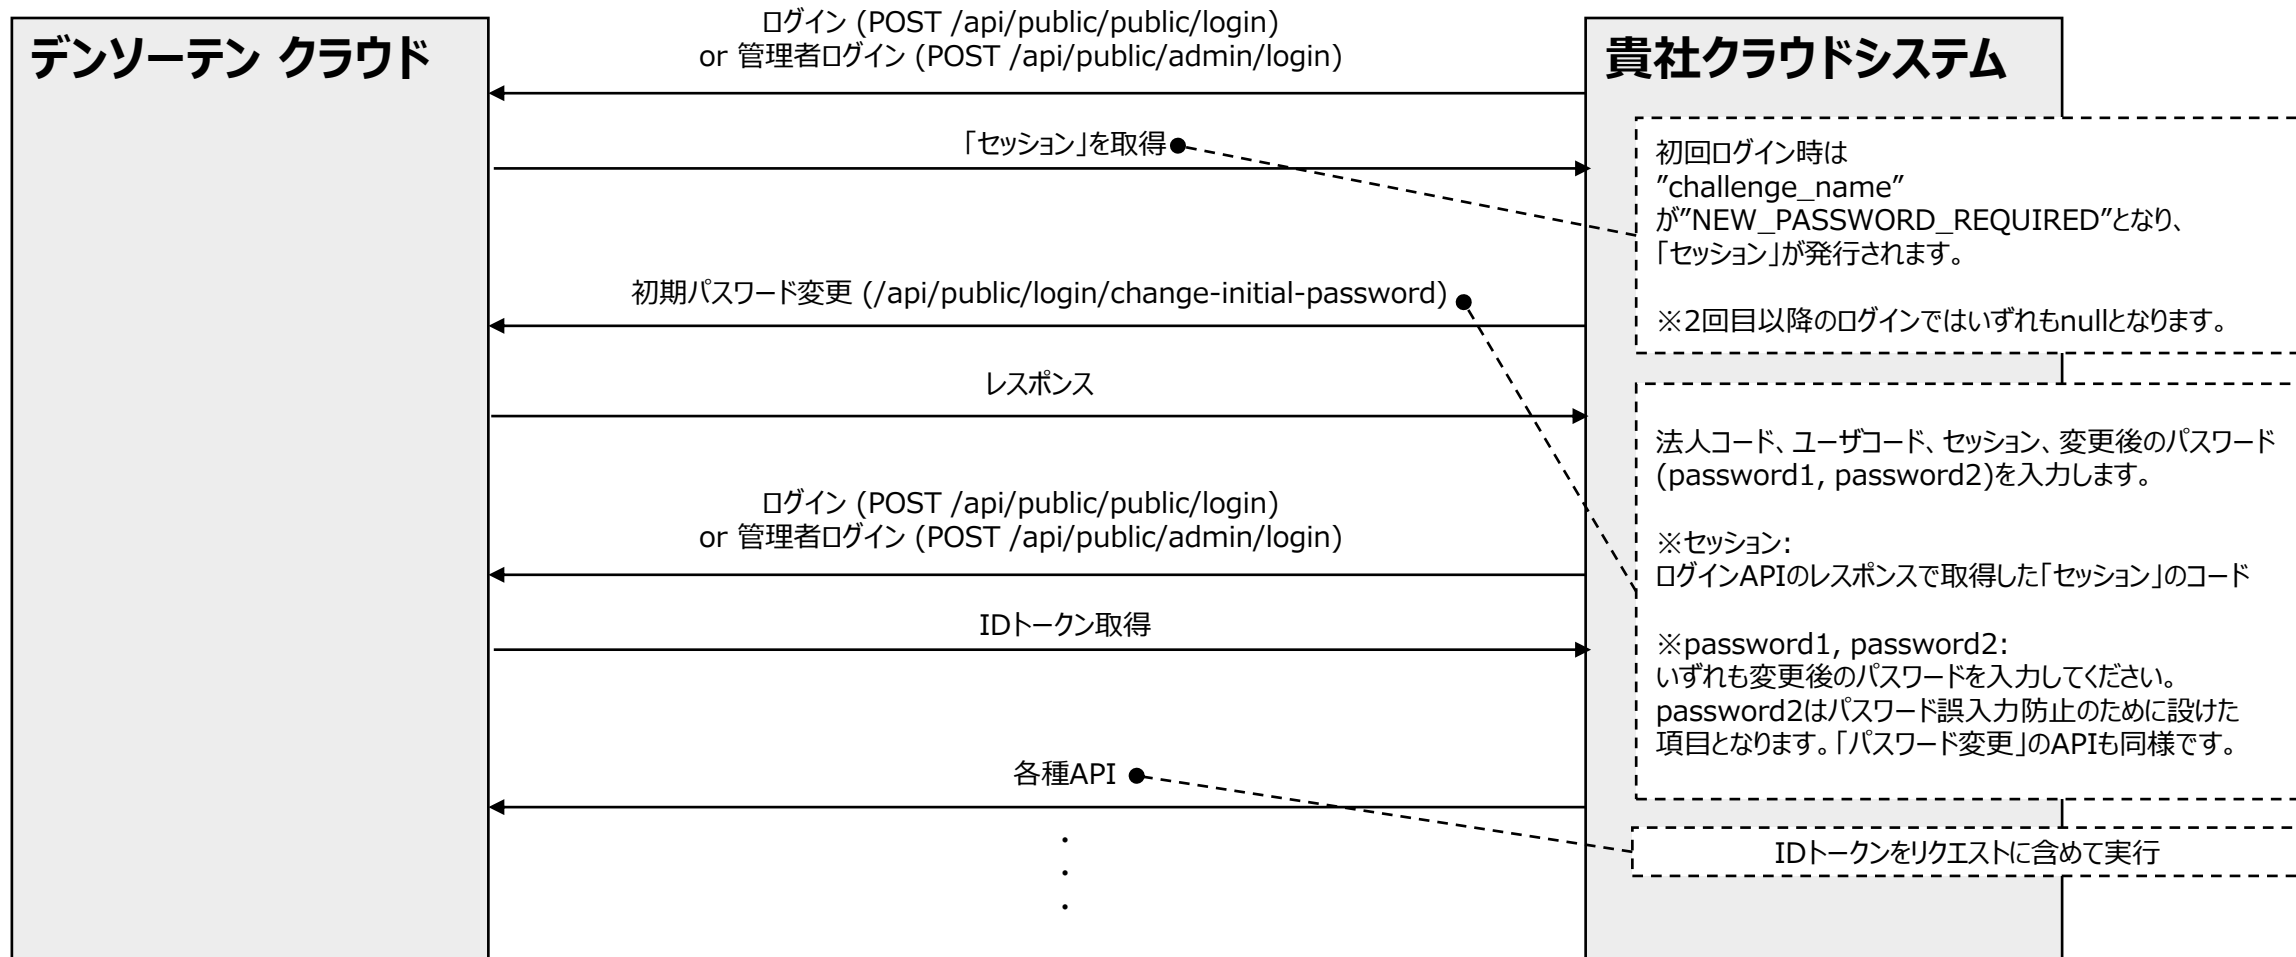 デンソーテン クラウド
ログイン (POST /api/public/public/login)
or 管理者ログイン (POST /api/public/admin/login)
貴社クラウドシステム
「セッション」を取得
初回ログイン時は
”challenge_name”
が”NEW_PASSWORD_REQUIRED”となり、
「セッション」が発行されます。
※2回目以降のログインではいずれもnullとなります。
初期パスワード変更 (/api/public/login/change-initial-password)
レスポンス
法人コード、ユーザコード、セッション、変更後のパスワード
(password1, password2)を入力します。
※セッション:
ログインAPIのレスポンスで取得した「セッション」のコード
※password1, password2:
いずれも変更後のパスワードを入力してください。
password2はパスワード誤入力防止のために設けた
項目となります。「パスワード変更」のAPIも同様です。
ログイン (POST /api/public/public/login)
or 管理者ログイン (POST /api/public/admin/login)
IDトークン取得
各種API
IDトークンをリクエストに含めて実行
・
・
・